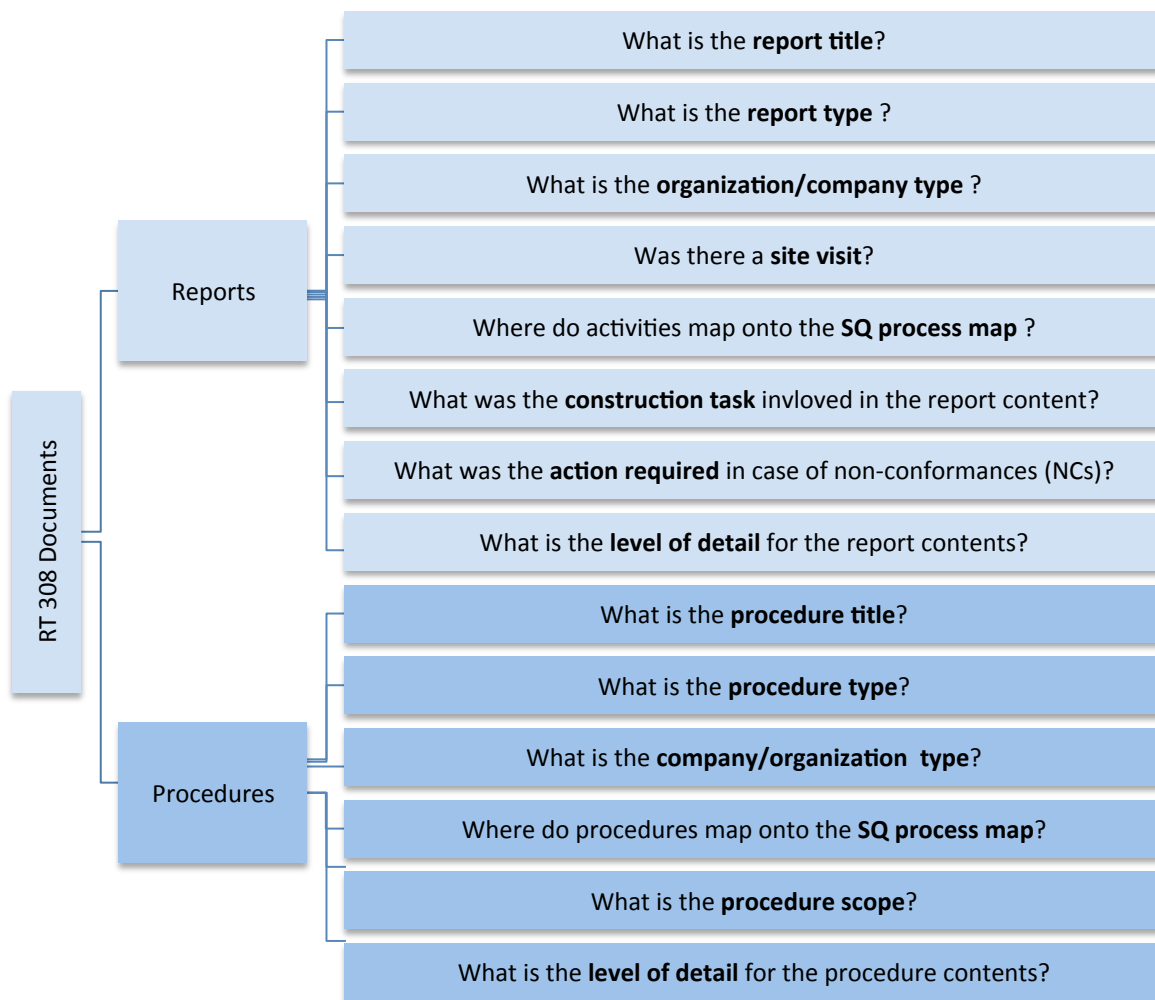 What is the report title?
What is the report type ?
What is the organization/company type ?
Was there a site visit?
Reports
Where do activities map onto the SQ process map ?
What was the construction task invloved in the report content?
What was the action required in case of non-conformances (NCs)?
What is the level of detail for the report contents?
RT 308 Documents
What is the procedure title?
What is the procedure type?
What is the company/organization  type?
Procedures
Where do procedures map onto the SQ process map?
What is the procedure scope?
What is the level of detail for the procedure contents?